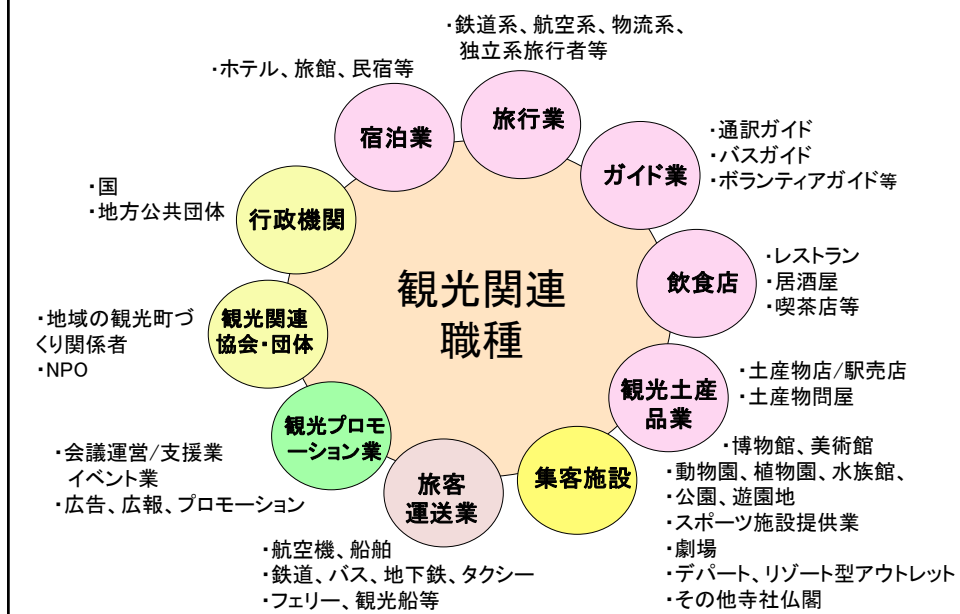 ・鉄道系、航空系、物流系、
独立系旅行者等
・ホテル、旅館、民宿等
旅行業
宿泊業
・通訳ガイド
・バスガイド
・ボランティアガイド等
ガイド業
・国
・地方公共団体
行政機関
飲食店
・レストラン
・居酒屋
・喫茶店等
観光関連
職種
・地域の観光町づ
くり関係者
・NPO
観光関連
協会・団体
観光土産
品業
・土産物店/駅売店
・土産物問屋
観光プロモ
ーション業
・会議運営/支援業
イベント業
・広告、広報、プロモーション
旅客
運送業
・航空機、船舶
・鉄道、バス、地下鉄、タクシー
・フェリー、観光船等
集客施設
・博物館、美術館
・動物園、植物園、水族館、
・公園、遊園地
・スポーツ施設提供業
・劇場
・デパート、リゾート型アウトレット
・その他寺社仏閣